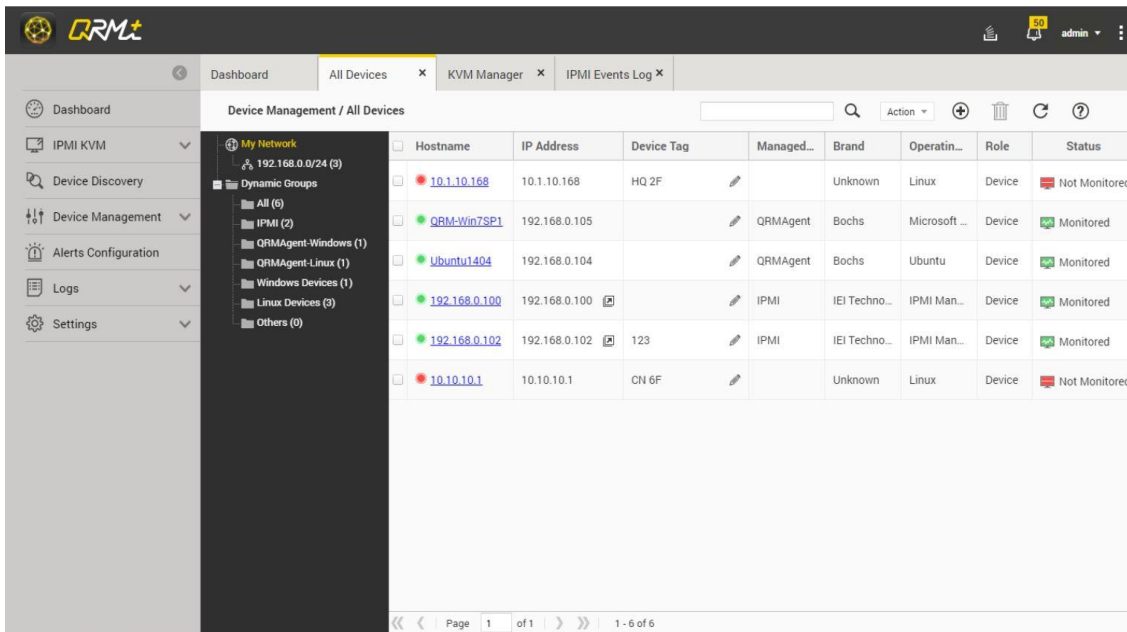 QRM+
50
admin
Dashboard
All Devices
KVM Manager
IPMI Events Log
Dashboard
IPMI KVM
Device Discovery
Device Management
Alerts Configuration
Logs
Settings
Device Management / All Devices
Action
My Network
192.168.0.0/24 (3)
Dynamic Groups
All (6)
IPMI (2)
QRMAgent-Windows (1)
QRMAgent-Linux (1)
Windows Devices (1)
Linux Devices (3)
Others (0)
Hostname IP Address Device Tag Managed... Brand Operatin... Role Status
10.1.10.168 10.1.10.168 HQ 2F Unknown Linux Device Not Monitored
QRM-Win7SP1 192.168.0.105 QRMAgent Bochs Microsoft ... Device Monitored
Ubuntu1404 192.168.0.104 QRMAgent Bochs Ubuntu Device Monitored
192.168.0.100 192.168.0.100 IPMI IEI Techno... IPMI Man... Device Monitored
192.168.0.102 192.168.0.102 123 IPMI IEI Techno... IPMI Man... Device Monitored
10.10.10.1 10.10.10.1 CN 6F Unknown Linux Device Not Monitored
Page 1 of 1 1 - 6 of 6